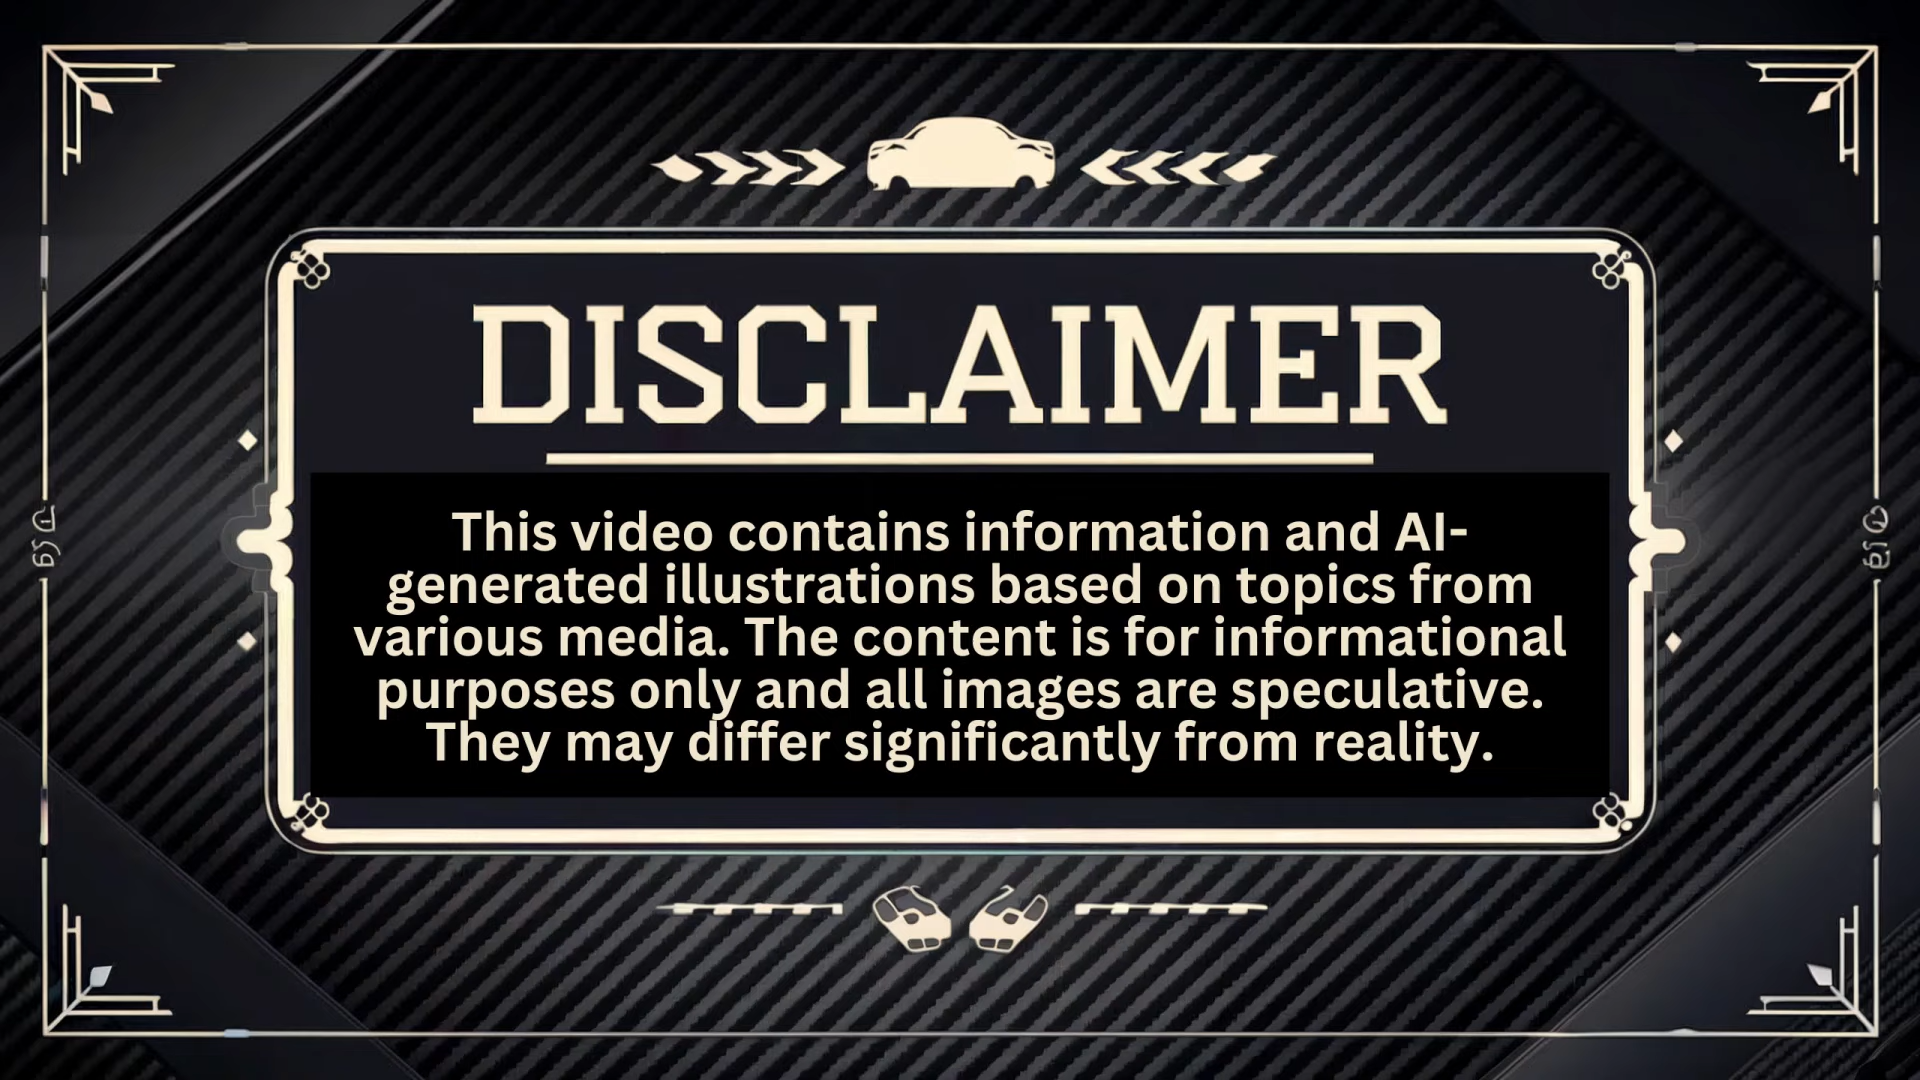 DISCLAIMER
This video contains information and AI-
generated illustrations based on topics from
various media. The content is for informational
purposes only and all images are speculative.
They may differ significantly from reality.